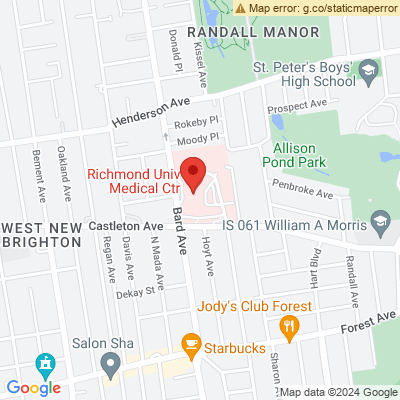 Map error: g.co/staticmaperror
RANDALL MANOR
Donald Pl
Kissel Ave
St. Peter's Boys'
High School
Henderson Ave
Prospect Ave
Rokeby Pl
Moody Pl
Allison
Pond Park
Bement Ave
Oakland Ave
Richmond Univ
Medical Ctr
Penbroke Ave
WEST NEW
BRIGHTON
Castleton Ave
Bard Ave
IS 061 William A Morris
Regan Ave
Davis Ave
N Mada Ave
Hoyt Ave
Hart Blvd
Randall Ave
Dekay St
Jody's Club Forest
Forest Ave
Salon Sha
Starbucks
Sharon
Google
Map data ©2024 Google